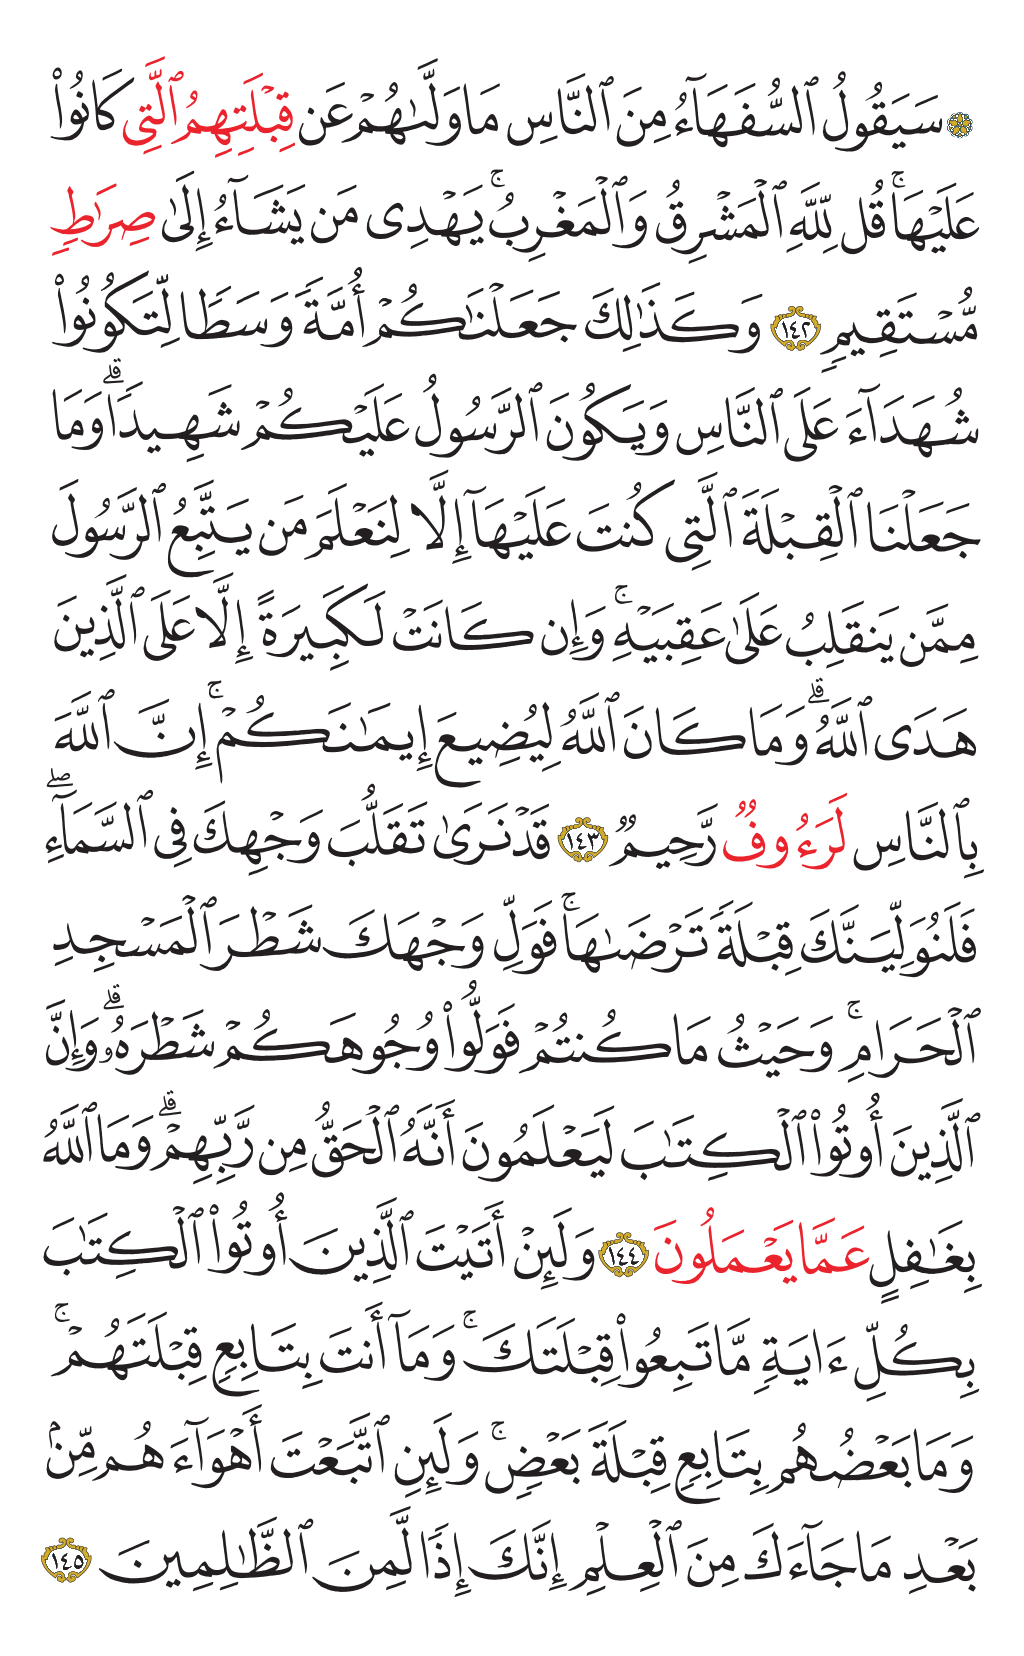 ۞ سَيَقُولُ ٱلسُّفَهَآءُ مِنَ ٱلنَّاسِ مَا وَلَّىٰهُمۡ عَن قِبۡلَتِهِمُ ٱلَّتِي كَانُواْ
عَلَيۡهَاۚ قُل لِّلَّهِ ٱلۡمَشۡرِقُ وَٱلۡمَغۡرِبُۚ يَهۡدِي مَن يَشَآءُ إِلَىٰ صِرَٰطٖ
مُّسۡتَقِيمٖ ١٤٢ وَكَذَٰلِكَ جَعَلۡنَٰكُمۡ أُمَّةٗ وَسَطٗا لِّتَكُونُواْ
شُهَدَآءَ عَلَى ٱلنَّاسِ وَيَكُونَ ٱلرَّسُولُ عَلَيۡكُمۡ شَهِيدٗاۗ وَمَا
جَعَلۡنَا ٱلۡقِبۡلَةَ ٱلَّتِي كُنتَ عَلَيۡهَآ إِلَّا لِنَعۡلَمَ مَن يَتَّبِعُ ٱلرَّسُولَ
مِمَّن يَنقَلِبُ عَلَىٰ عَقِبَيۡهِۚ وَإِن كَانَتۡ لَكَبِيرَةً إِلَّا عَلَى ٱلَّذِينَ
هَدَى ٱللَّهُۗ وَمَا كَانَ ٱللَّهُ لِيُضِيعَ إِيمَٰنَكُمۡۚ إِنَّ ٱللَّهَ
بِٱلنَّاسِ لَرَءُوفٞ رَّحِيمٞ ١٤٣ قَدۡ نَرَىٰ تَقَلُّبَ وَجۡهِكَ فِي ٱلسَّمَآءِۖ
فَلَنُوَلِّيَنَّكَ قِبۡلَةٗ تَرۡضَىٰهَاۚ فَوَلِّ وَجۡهَكَ شَطۡرَ ٱلۡمَسۡجِدِ
ٱلۡحَرَامِۚ وَحَيۡثُ مَا كُنتُمۡ فَوَلُّواْ وُجُوهَكُمۡ شَطۡرَهُۥۗ وَإِنَّ
ٱلَّذِينَ أُوتُواْ ٱلۡكِتَٰبَ لَيَعۡلَمُونَ أَنَّهُ ٱلۡحَقُّ مِن رَّبِّهِمۡۗ وَمَا ٱللَّهُ
بِغَٰفِلٍ عَمَّا يَعۡمَلُونَ ١٤٤ وَلَئِنۡ أَتَيۡتَ ٱلَّذِينَ أُوتُواْ ٱلۡكِتَٰبَ
بِكُلِّ ءَايَةٖ مَّا تَبِعُواْ قِبۡلَتَكَۚ وَمَآ أَنتَ بِتَابِعٖ قِبۡلَتَهُمۡۚ
وَمَا بَعۡضُهُم بِتَابِعٖ قِبۡلَةَ بَعۡضٖۚ وَلَئِنِ ٱتَّبَعۡتَ أَهۡوَآءَهُم مِّنۢ
بَعۡدِ مَا جَآءَكَ مِنَ ٱلۡعِلۡمِ إِنَّكَ إِذٗا لَّمِنَ ٱلظَّٰلِمِينَ ١٤٥